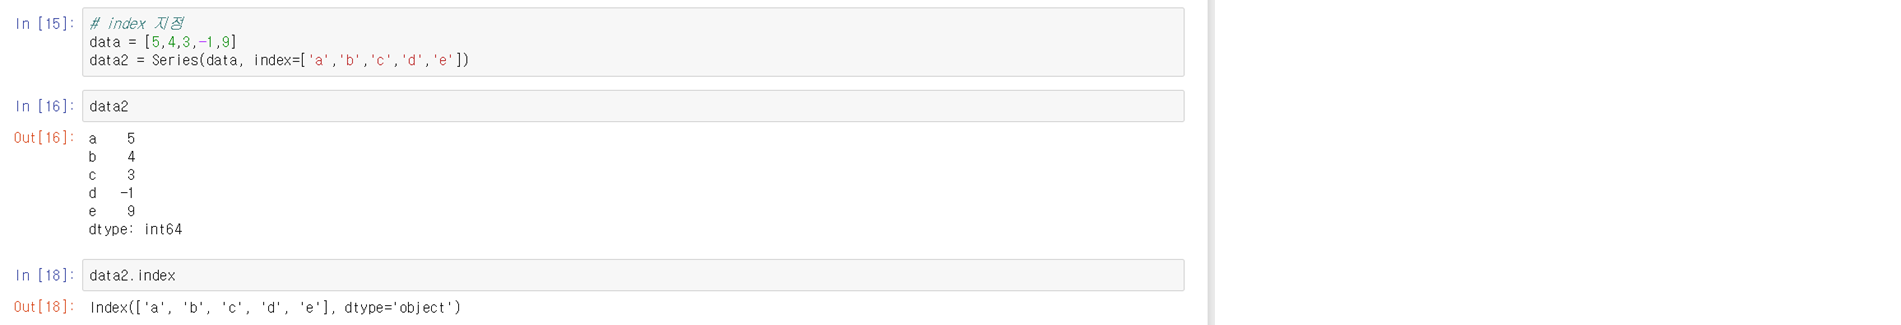 In [15]: # index 지정
data = [5,4,3,-1,9]
data2 = Series(data, index=['a','b','c','d','e'])
In [16]: data2
Out[16]: a    5
b    4
c    3
d   -1
e    9
dtype: int64
In [18]: data2.index
Out[18]: Index(['a', 'b', 'c', 'd', 'e'], dtype='object')